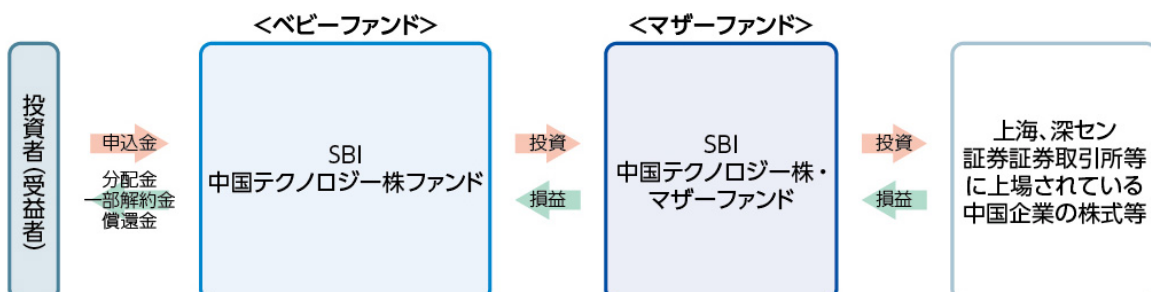 <ベビーファンド>
<マザーファンド>
投資者(受益者)
申込金
分配金
一部解約金
償還金
SBI
中国テクノロジー株ファンド
投資
損益
SBI
中国テクノロジー株・
マザーファンド
投資
損益
上海、深セン
証券証券取引所等
に上場されている
中国企業の株式等